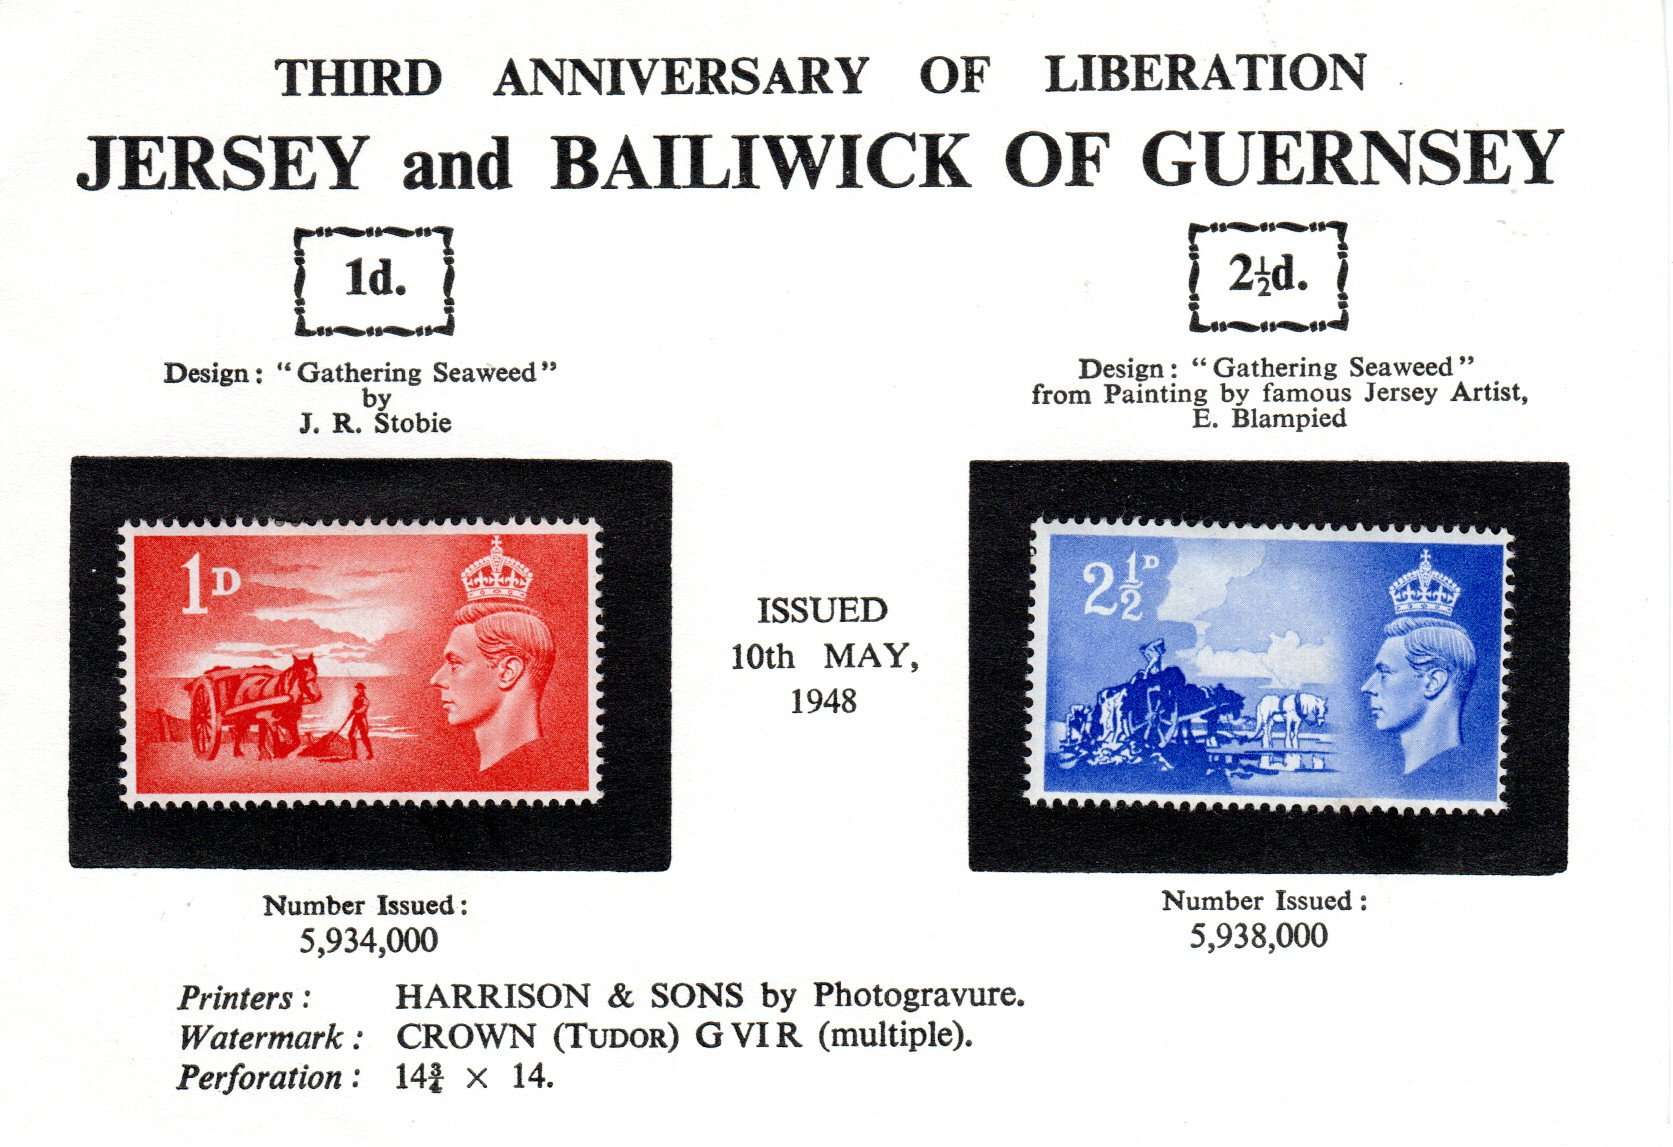 THIRD ANNIVERSARY OF LIBERATION
JERSEY and BAILIWICK OF GUERNSEY
1d.
Design: "Gathering Seaweed"
by
J. R. Stobie
1D
Number Issued:
5,934,000
ISSUED
10th MAY,
1948
2½d.
Design: "Gathering Seaweed"
from Painting by famous Jersey Artist,
E. Blampied
2½D
Number Issued:
5,938,000
Printers: HARRISON & SONS by Photogravure.
Watermark: CROWN (TUDOR) G VI R (multiple).
Perforation: 14¾ × 14.